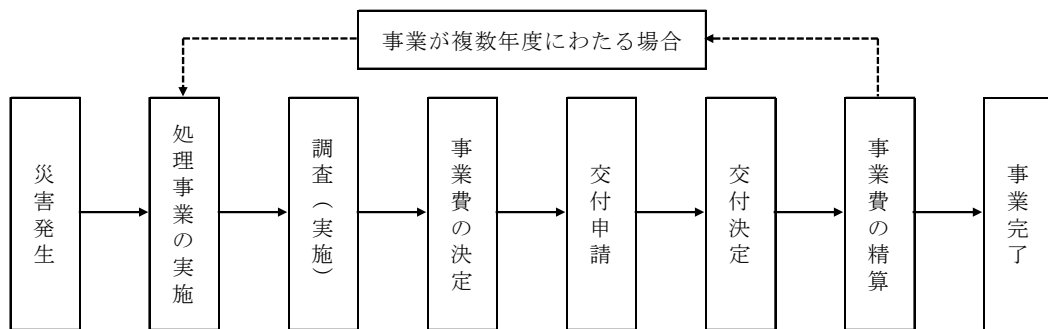 事業が複数年度にわたる場合
災害発生
処理事業の実施
調査（実施）
事業費の決定
交付申請
交付決定
事業費の精算
事業完了